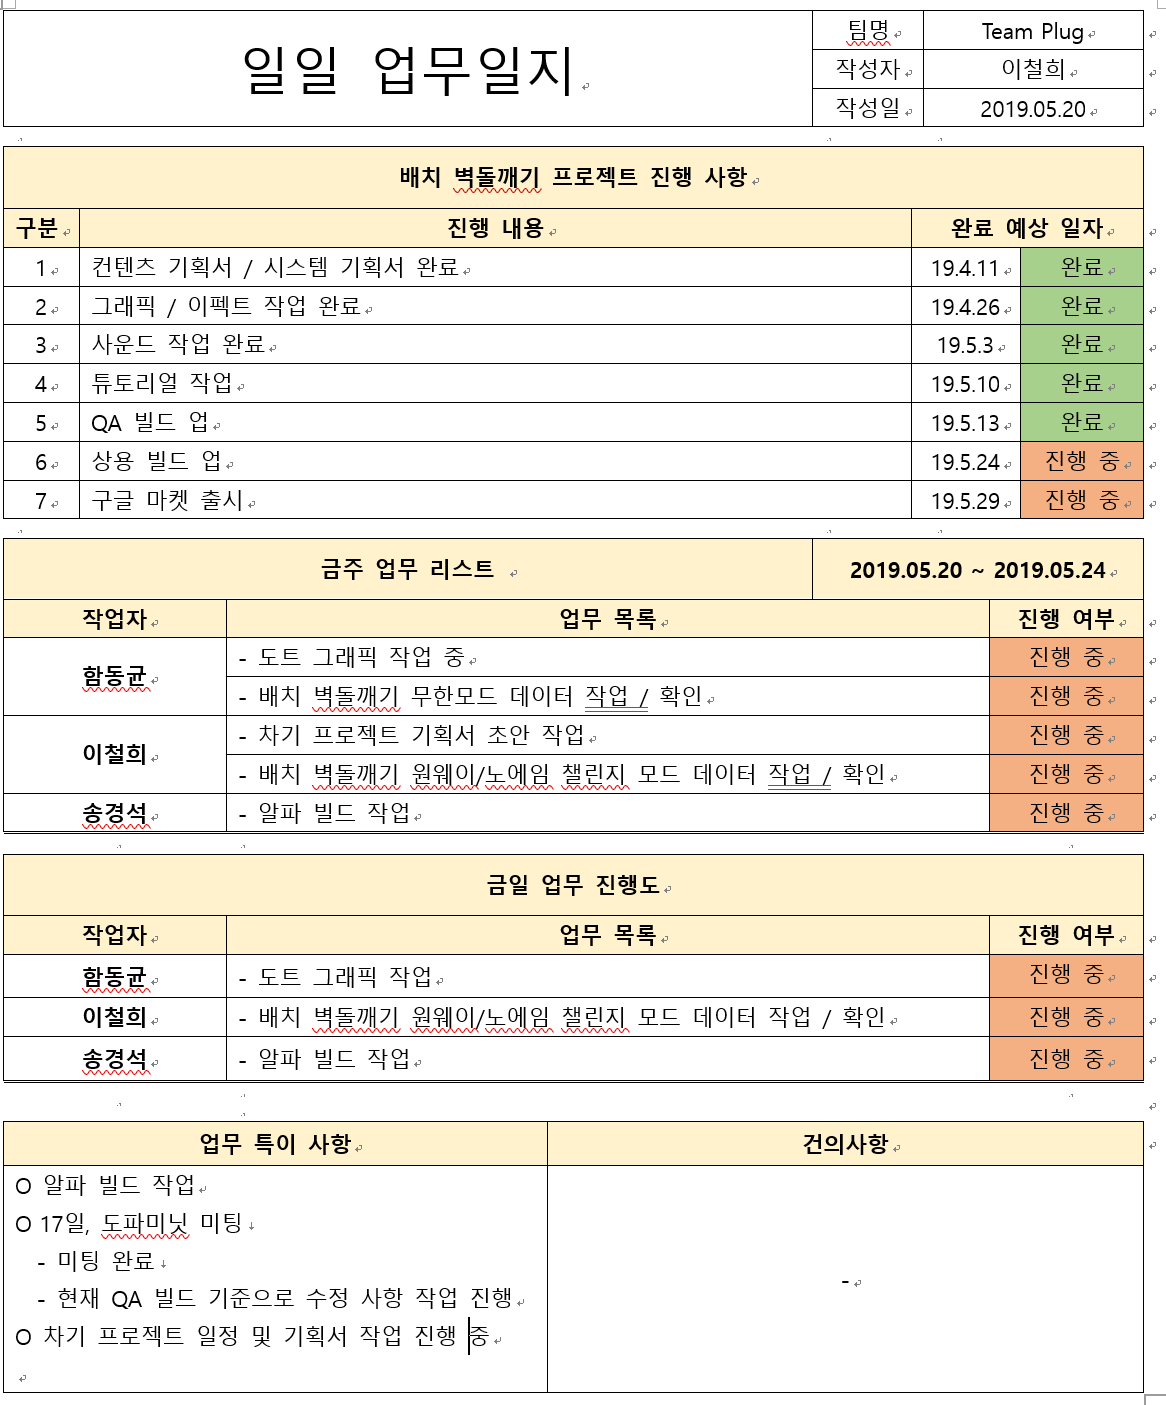 일일 업무일지
팀명 Team Plug
작성자 이철희
작성일 2019.05.20
배치 벽돌깨기 프로젝트 진행 사항
구분 진행 내용 완료 예상 일자
1 컨텐츠 기획서 / 시스템 기획서 완료 19.4.11 완료
2 그래픽 / 이펙트 작업 완료 19.4.26 완료
3 사운드 작업 완료 19.5.3 완료
4 튜토리얼 작업 19.5.10 완료
5 QA 빌드 업 19.5.13 완료
6 상용 빌드 업 19.5.24 진행 중
7 구글 마켓 출시 19.5.29 진행 중
금주 업무 리스트 2019.05.20 ~ 2019.05.24
작업자 업무 목록 진행 여부
함동균 - 도트 그래픽 작업 중 진행 중
- 배치 벽돌깨기 무한모드 데이터 작업 / 확인 진행 중
이철희 - 차기 프로젝트 기획서 초안 작업 진행 중
- 배치 벽돌깨기 원웨이/노에임 챌린지 모드 데이터 작업 / 확인 진행 중
송경석 - 알파 빌드 작업 진행 중
금일 업무 진행도
작업자 업무 목록 진행 여부
함동균 - 도트 그래픽 작업 진행 중
이철희 - 배치 벽돌깨기 원웨이/노에임 챌린지 모드 데이터 작업 / 확인 진행 중
송경석 - 알파 빌드 작업 진행 중
업무 특이 사항 건의사항
O 알파 빌드 작업
O 17일, 도파미닛 미팅
- 미팅 완료
- 현재 QA 빌드 기준으로 수정 사항 작업 진행
O 차기 프로젝트 일정 및 기획서 작업 진행 중
-